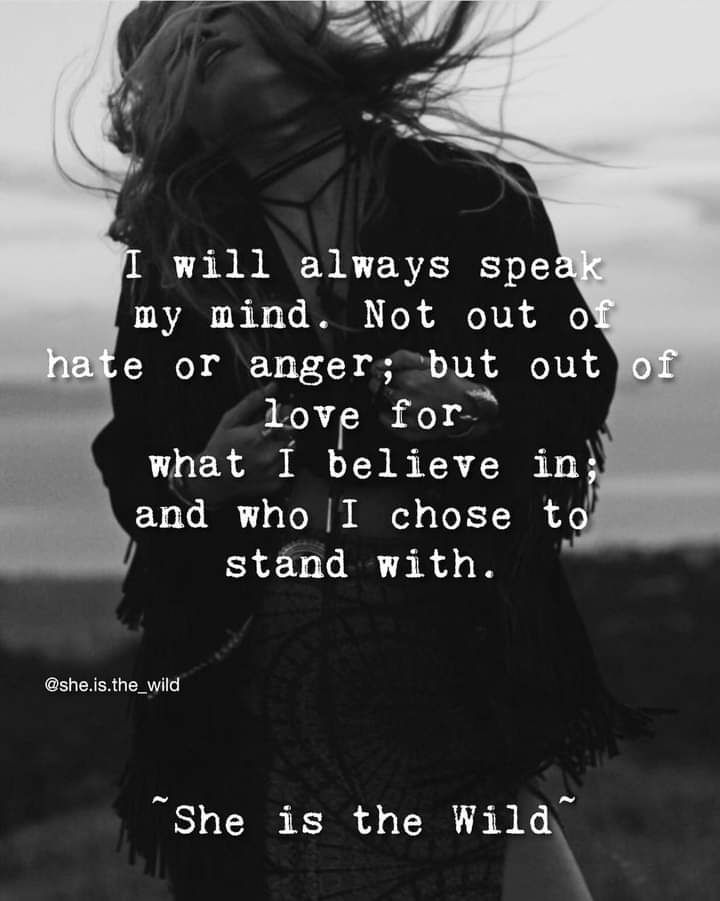 I will always speak
my mind. Not out of
hate or anger; but out of
love for
what I believe in;
and who I chose to
stand with.
@she.is.the_wild
~She is the Wild~